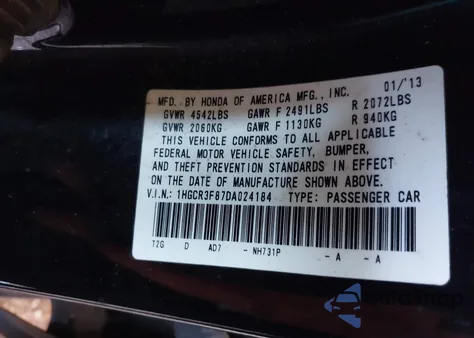 MFD. BY HONDA OF AMERICA MFG., INC. 01/'13
GVWR 4542LBS GAWR F 2491LBS R 2072LBS
GVWR 2060KG GAWR F 1130KG R 940KG
THIS VEHICLE CONFORMS TO ALL APPLICABLE
FEDERAL MOTOR VEHICLE SAFETY, BUMPER,
AND THEFT PREVENTION STANDARDS IN EFFECT
ON THE DATE OF MANUFACTURE SHOWN ABOVE.
V.I.N.: 1HGCR3F87DA024184 TYPE: PASSENGER CAR
T2G D AD7 - NH731P -A -A